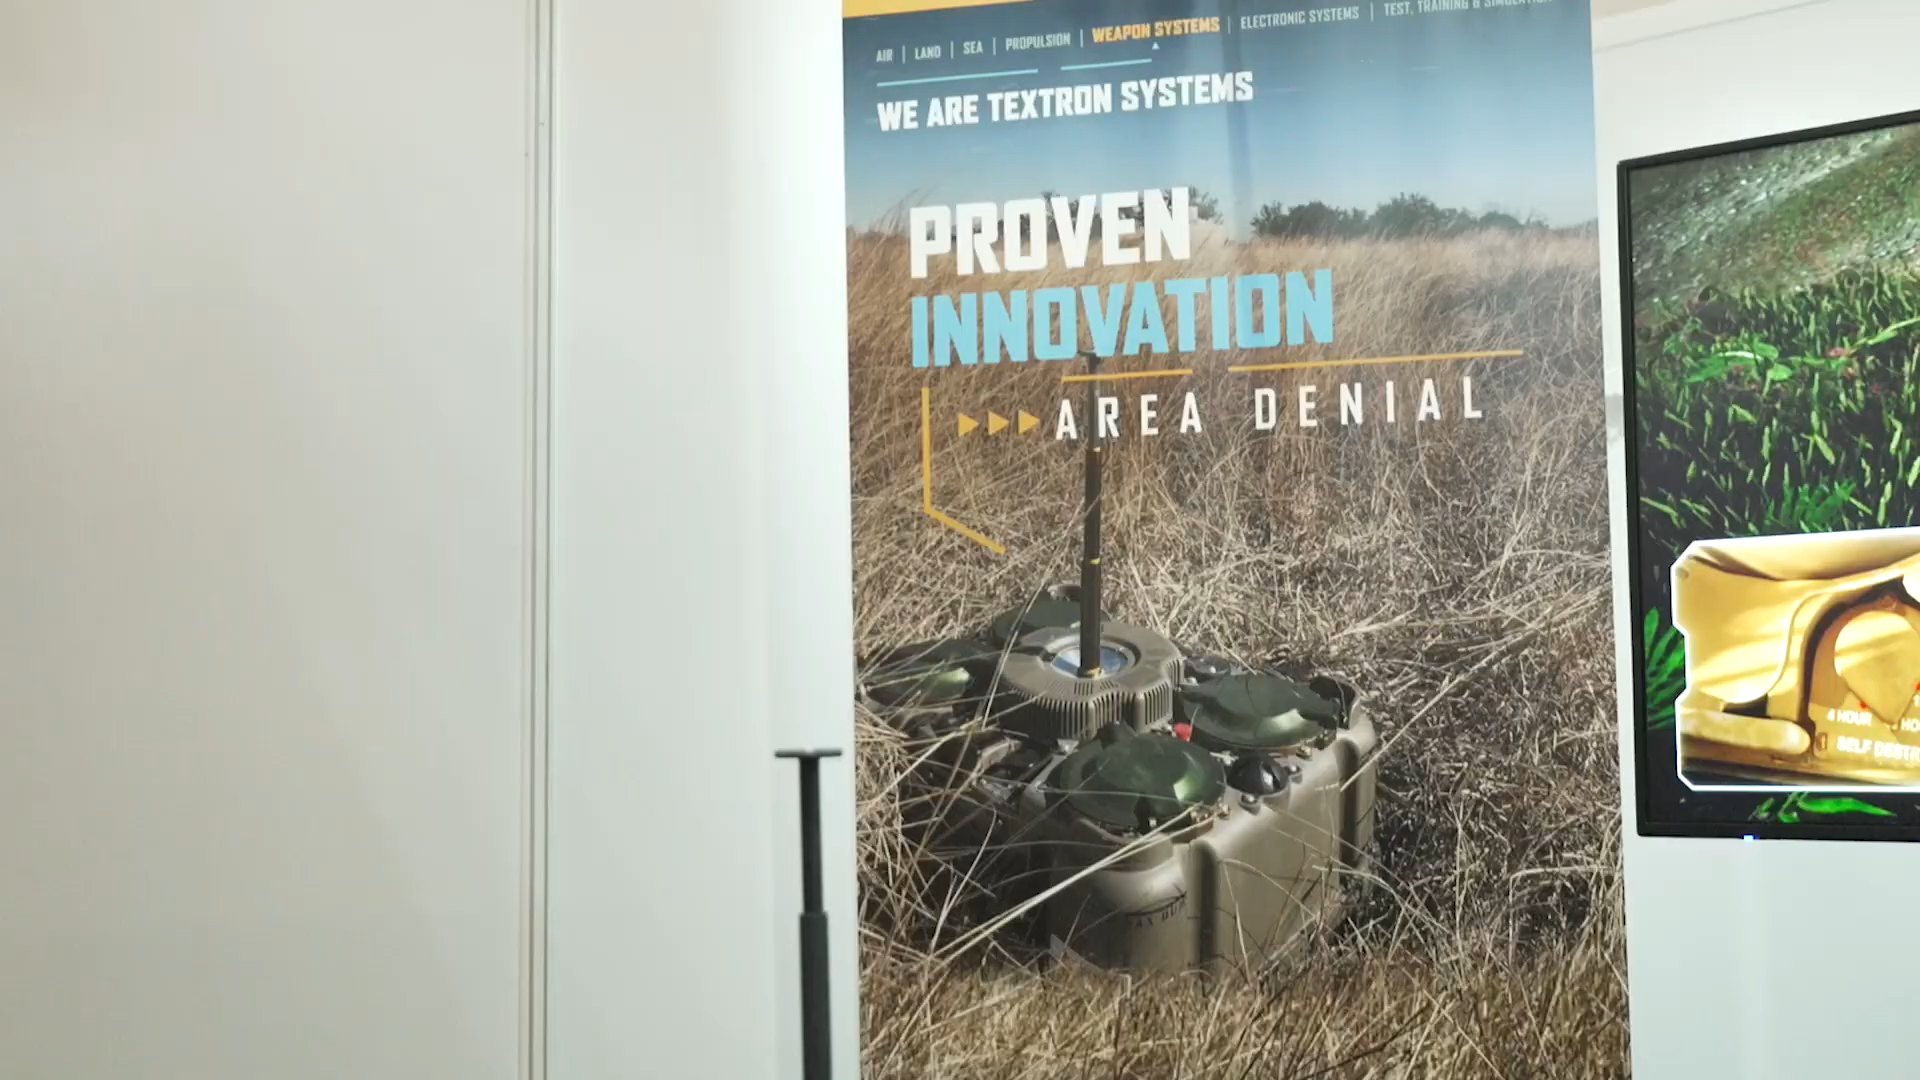 AIR | LAND | SEA | PROPULSION | WEAPON SYSTEMS | ELECTRONIC SYSTEMS | TEST, TRAINING & SIMULATION
WE ARE TEXTRON SYSTEMS
PROVEN
INNOVATION
AREA DENIAL
4 HOUR
SELF DESTR